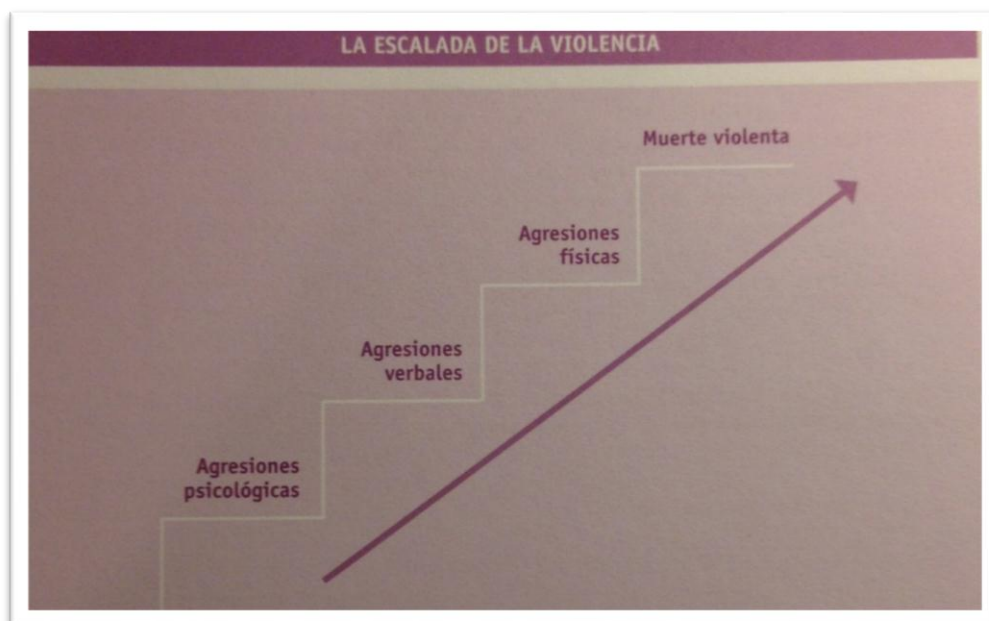 LA ESCALADA DE LA VIOLENCIA
Muerte violenta
Agresiones
físicas
Agresiones
verbales
Agresiones
psicológicas